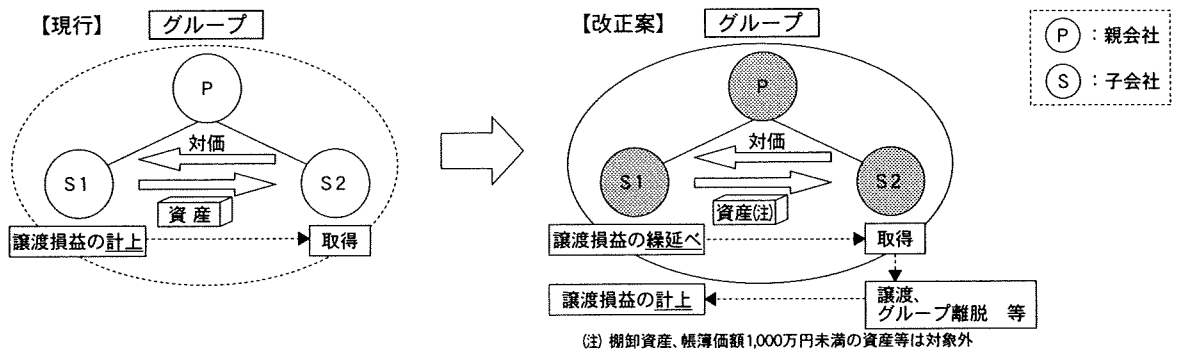 【現行】
グループ
P
対価
S1
S2
資産
譲渡損益の計上
取得
【改正案】
グループ
P
対価
S1
S2
資産(注)
譲渡損益の繰延べ
取得
譲渡損益の計上
譲渡、
グループ離脱 等
(注) 棚卸資産、帳簿価額1,000万円未満の資産等は対象外
P :親会社
S :子会社